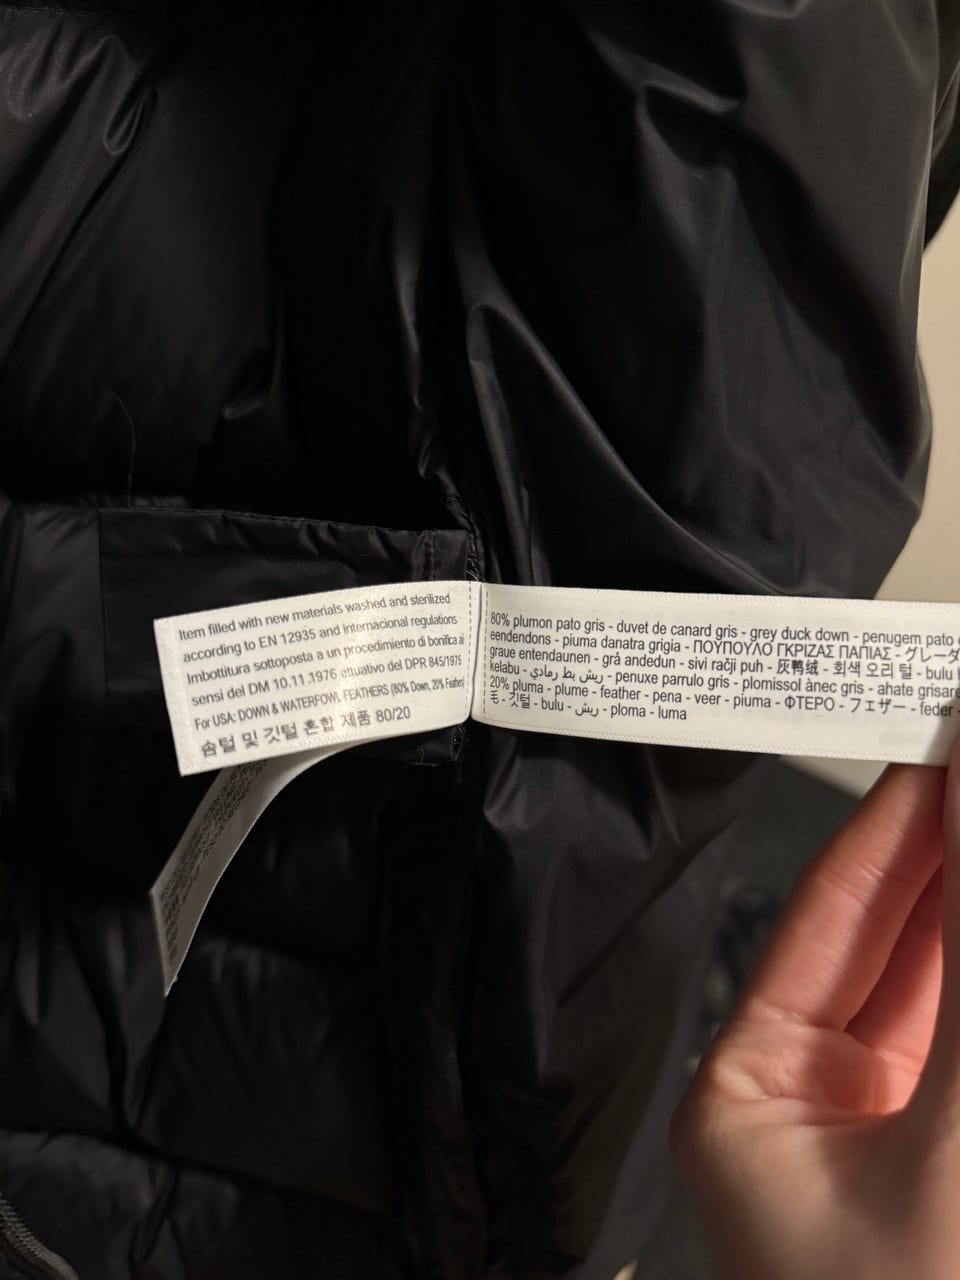 Item filled with new materials washed and sterilized
according to EN 12935 and internacional regulations
Imbottitura sottoposta a un procedimiento di bonifica ai
sensi del DM 10.11.1976 ettuativo del DPR 845/1975
For USA: DOWN & WATERFOWL FEATHERS (80% Down, 20% Feather)
솜털 및 깃털 혼합 제품 80/20
80% plumon pato gris - duvet de canard gris - grey duck down - penugem pato
eendendons - piuma danatra grigia - ΠΟΥΠΟΥΛΟ ΓΚΡΙΖΑΣ ΠΑΠΙΑΣ - グレーダ
graue entendaunen - grå andedun - sivi račji puh - 灰鸭绒 - 회색 오리 털 - bulu
kelabu - ريش بط رمادي - penuxe parrulo gris - plomissol ànec gris - ahate grisare
20% pluma - plume - feather - pena - veer - piuma - ΦΤΕΡΟ - フェザー - feder -
毛 - 깃털 - bulu - ريش - ploma - luma